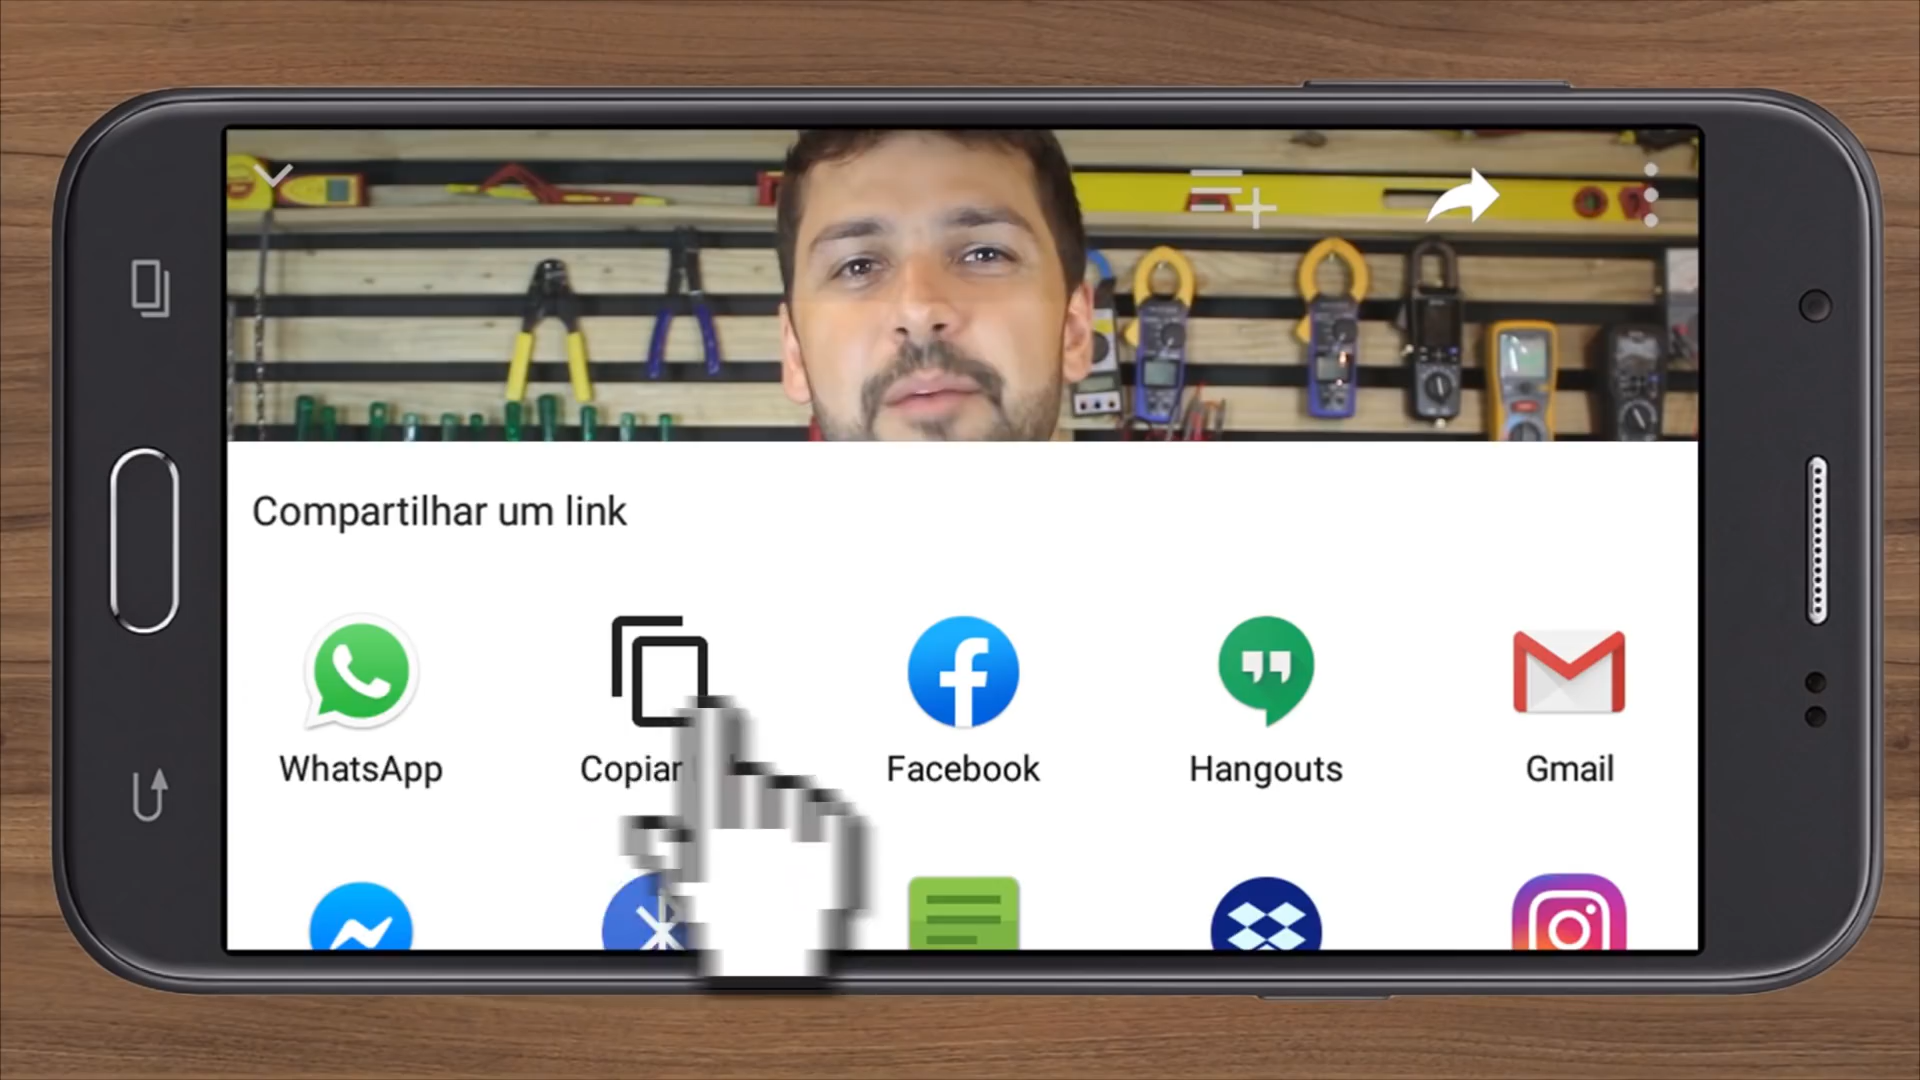 Compartilhar um link
WhatsApp
Copiar
Facebook
Hangouts
Gmail